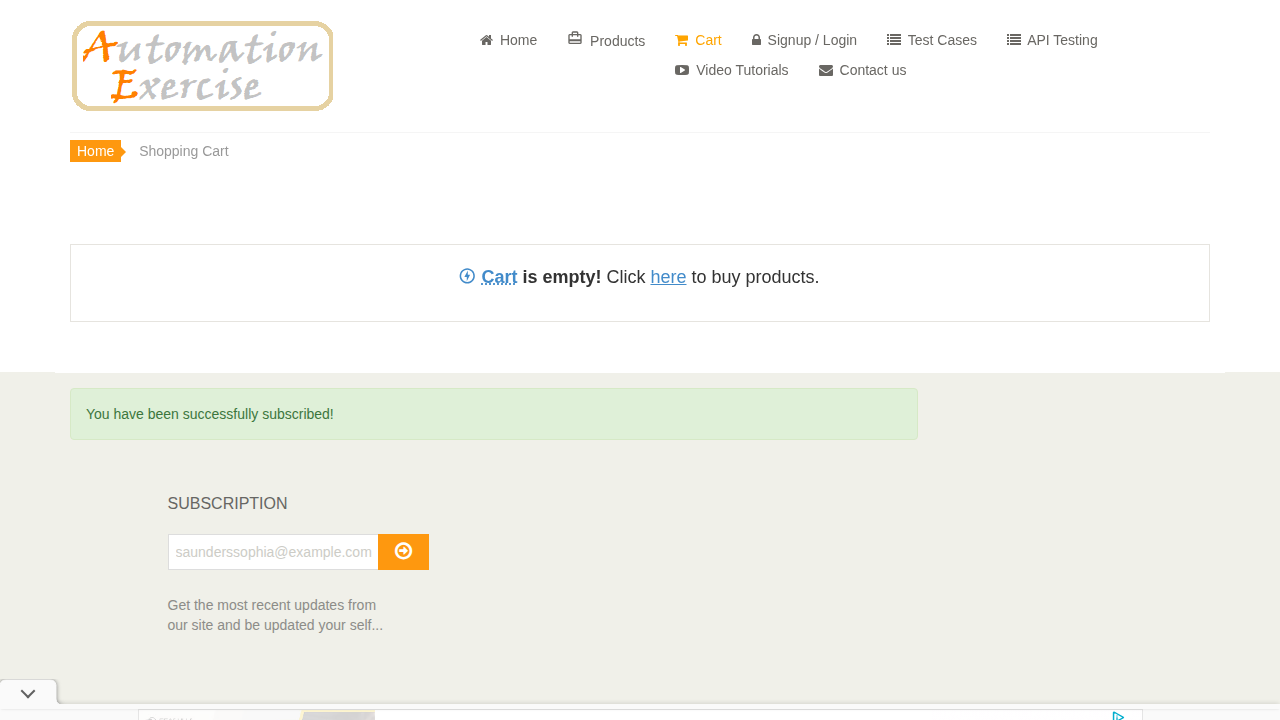 Automation
Exercise
Home
Products
Cart
Signup / Login
Test Cases
API Testing
Video Tutorials
Contact us
Home
Shopping Cart
Cart is empty! Click here to buy products.
You have been successfully subscribed!
SUBSCRIPTION
saunderssophia@example.com
Get the most recent updates from
our site and be updated your self...